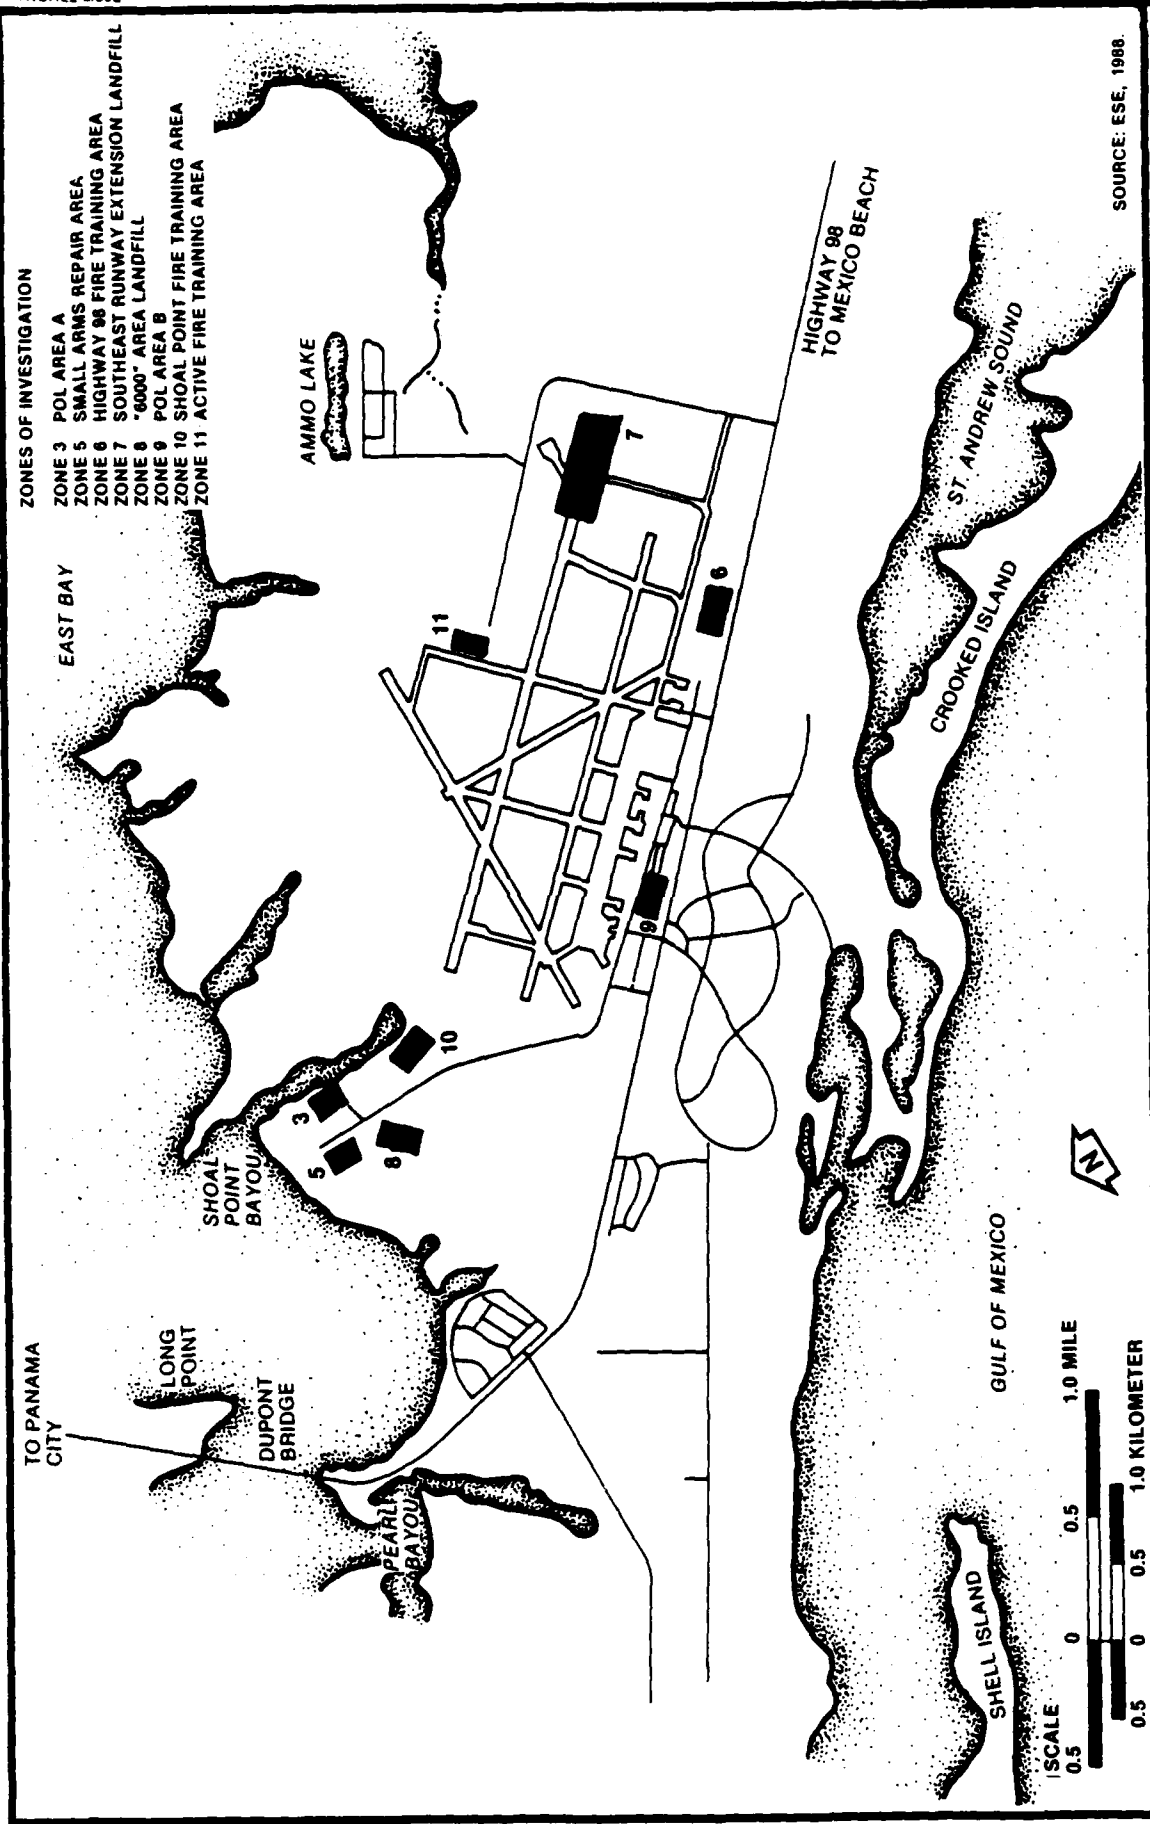 ZONES OF INVESTIGATION
ZONE 3 POL AREA A
ZONE 5 SMALL ARMS REPAIR AREA
ZONE 6 HIGHWAY 98 FIRE TRAINING AREA
ZONE 7 SOUTHEAST RUNWAY EXTENSION LANDFILL
ZONE 8 "6000" AREA LANDFILL
ZONE 9 POL AREA B
ZONE 10 SHOAL POINT FIRE TRAINING AREA
ZONE 11 ACTIVE FIRE TRAINING AREA
TO PANAMA
CITY
LONG
POINT
DUPONT
BRIDGE
PEARL
BAYOU
SHOAL
POINT
BAYOU
EAST BAY
AMMO LAKE
3
5
8
10
11
7
6
9
HIGHWAY 98
TO MEXICO BEACH
ST. ANDREW SOUND
CROOKED ISLAND
GULF OF MEXICO
SHELL ISLAND
N
SCALE
0.5 0 0.5 1.0 MILE
0.5 0 0.5 1.0 KILOMETER
SOURCE: ESE, 1988.